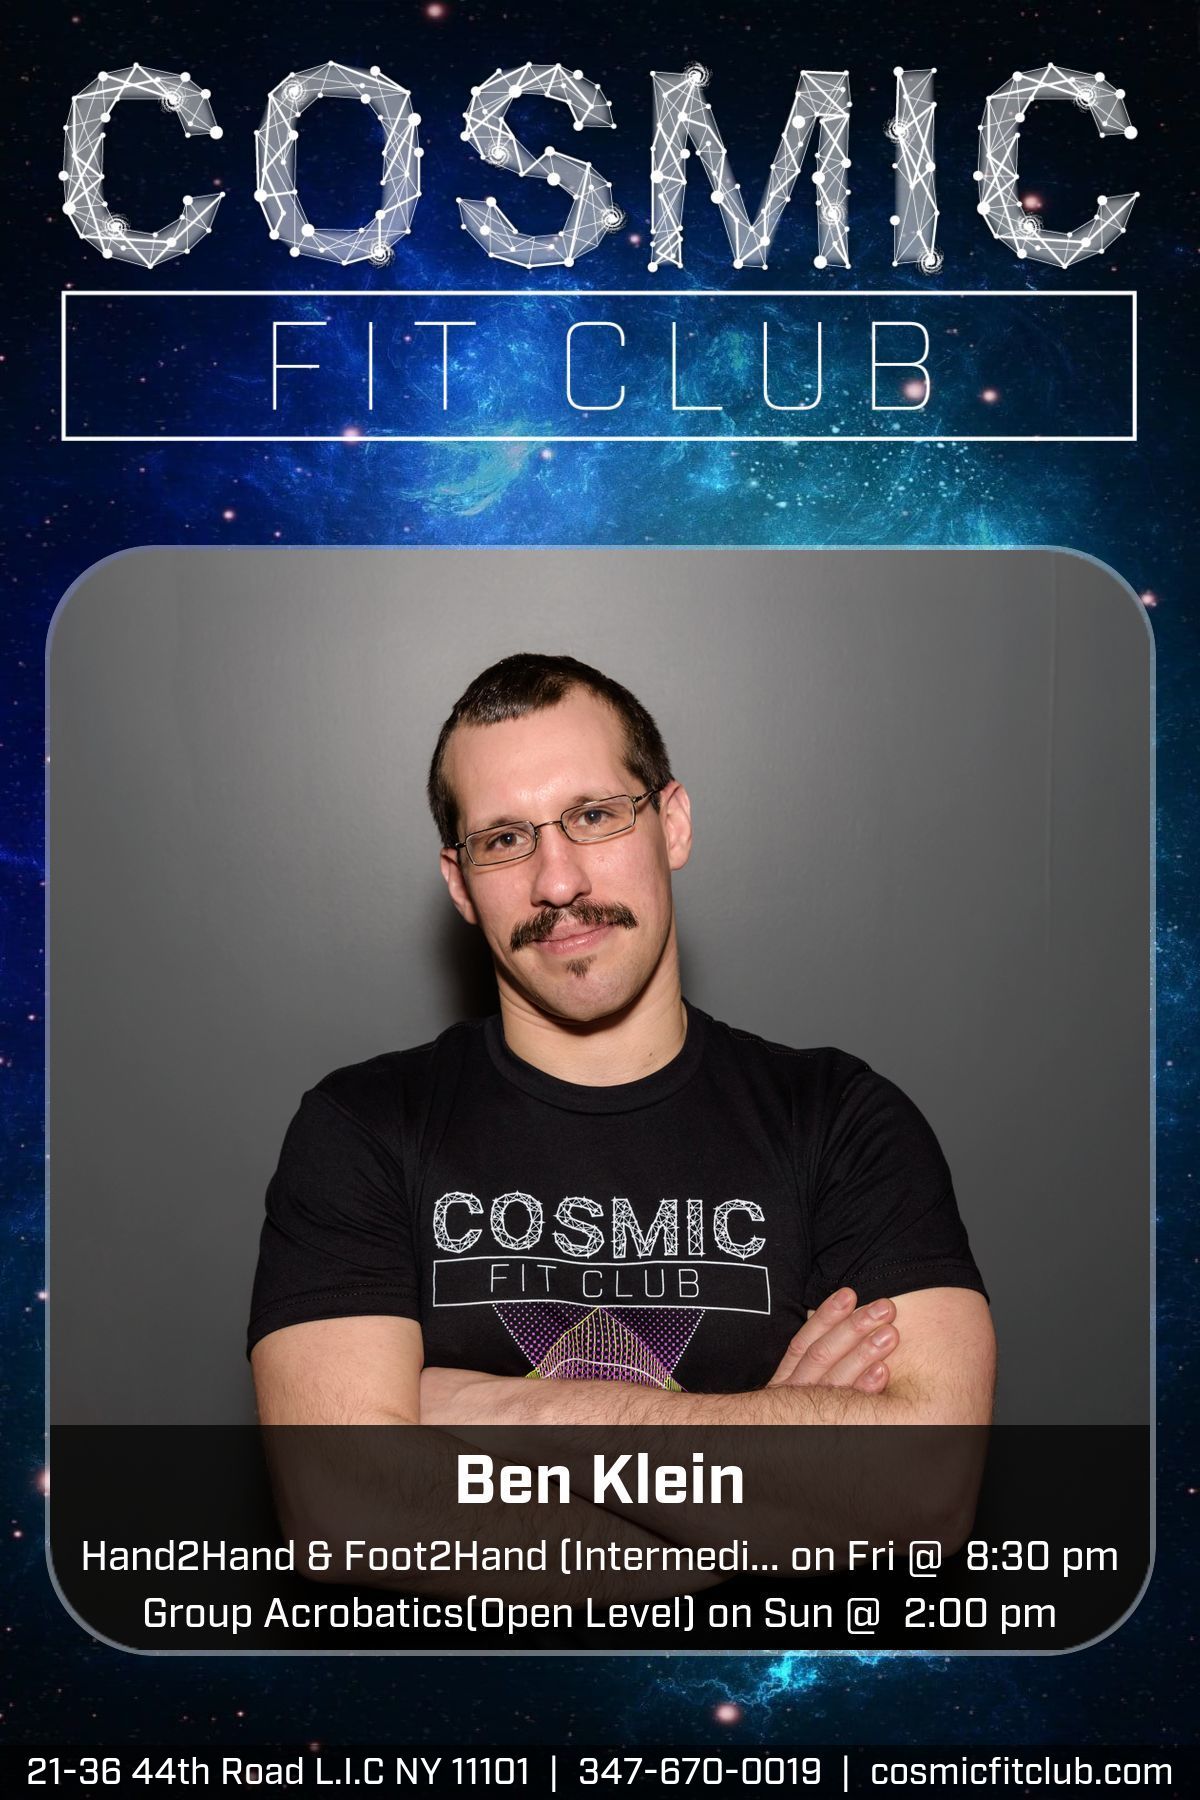 COSMIC
FIT CLUB
COSMIC
FIT CLUB
Ben Klein
Hand2Hand & Foot2Hand (Intermedi... on Fri @ 8:30 pm
Group Acrobatics(Open Level) on Sun @ 2:00 pm
21-36 44th Road L.I.C NY 11101 | 347-670-0019 | cosmicfitclub.com